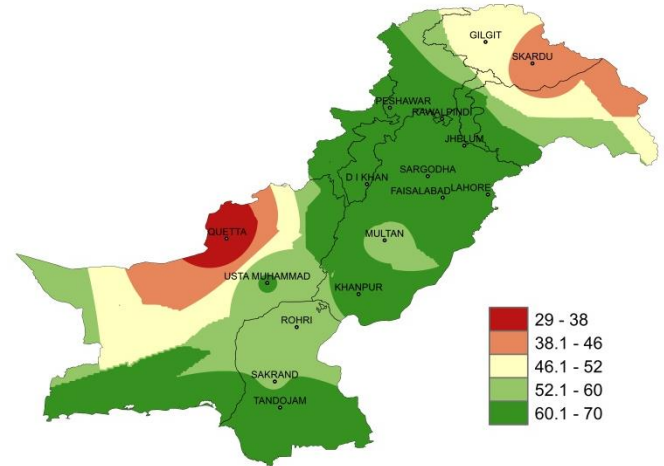 GILGIT
SKARDU
PESHAWAR
RAWALPINDI
JHELUM
SARGODHA
D I KHAN
FAISALABAD
LAHORE
MULTAN
QUETTA
USTA MUHAMMAD
KHANPUR
ROHRI
SAKRAND
TANDOJAM
29 - 38
38.1 - 46
46.1 - 52
52.1 - 60
60.1 - 70